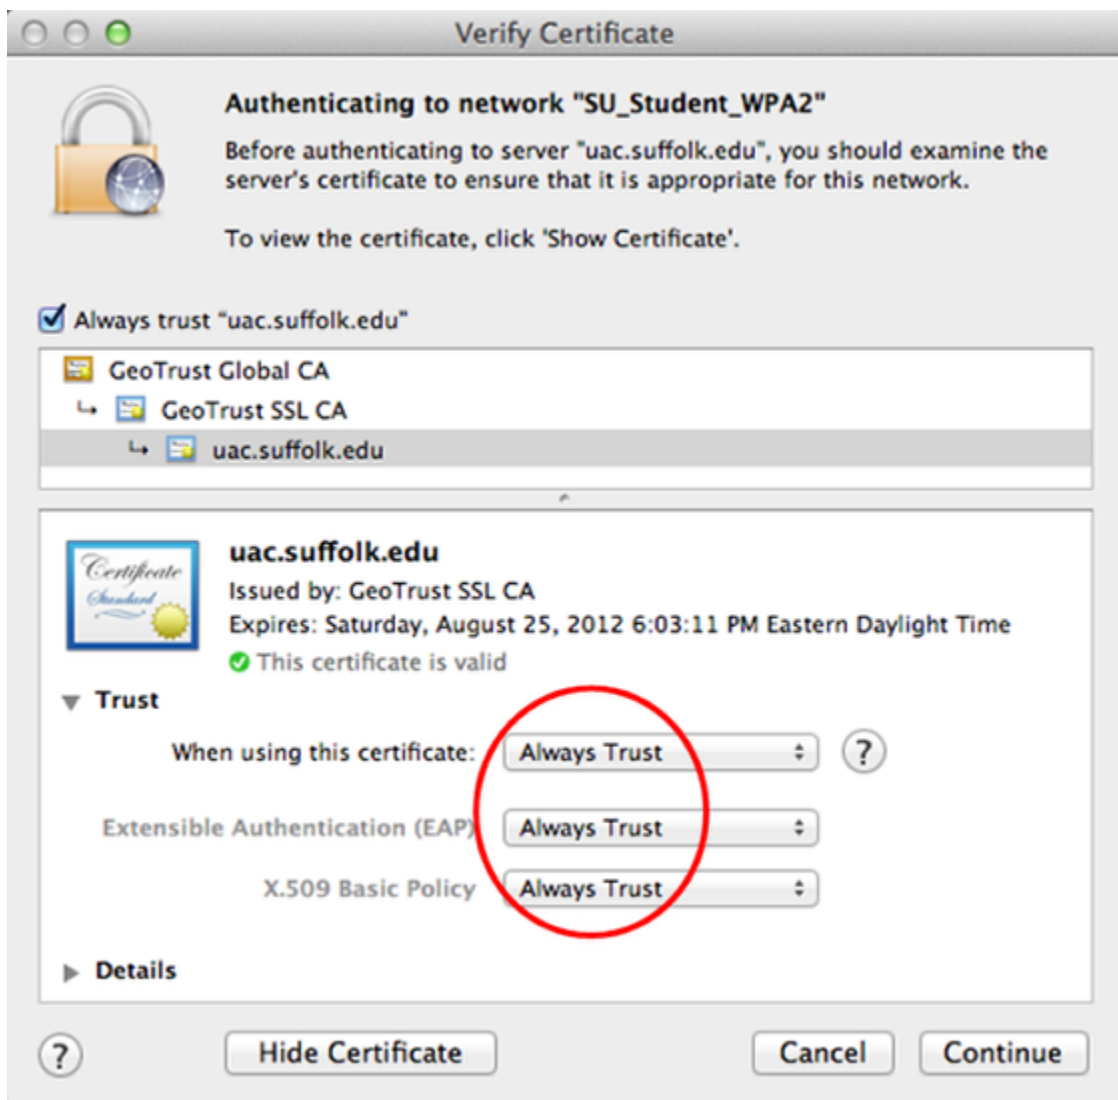 Verify Certificate
Authenticating to network "SU_Student_WPA2"
Before authenticating to server "uac.suffolk.edu", you should examine the
server's certificate to ensure that it is appropriate for this network.
To view the certificate, click 'Show Certificate'.
Always trust “uac.suffolk.edu”
GeoTrust Global CA
GeoTrust SSL CA
uac.suffolk.edu
Certificate
Standard
uac.suffolk.edu
Issued by: GeoTrust SSL CA
Expires: Saturday, August 25, 2012 6:03:11 PM Eastern Daylight Time
This certificate is valid
Trust
When using this certificate: Always Trust ?
Extensible Authentication (EAP) Always Trust
X.509 Basic Policy Always Trust
Details
? Hide Certificate Cancel Continue